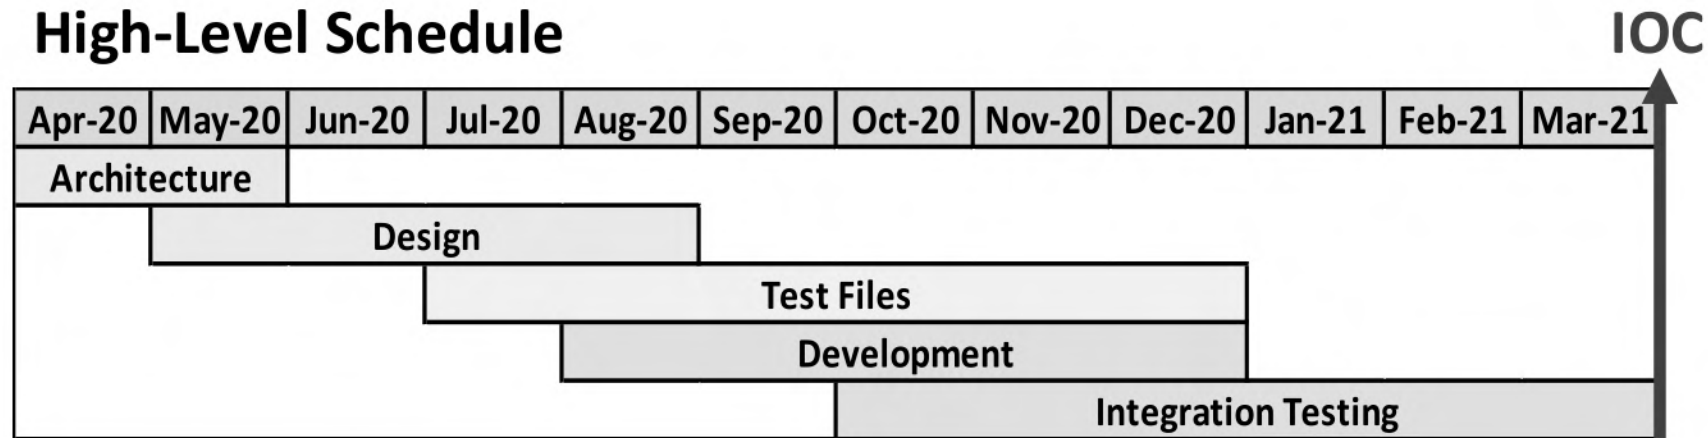 High-Level Schedule
IOC
Apr-20 May-20 Jun-20 Jul-20 Aug-20 Sep-20 Oct-20 Nov-20 Dec-20 Jan-21 Feb-21 Mar-21
Architecture
Design
Test Files
Development
Integration Testing